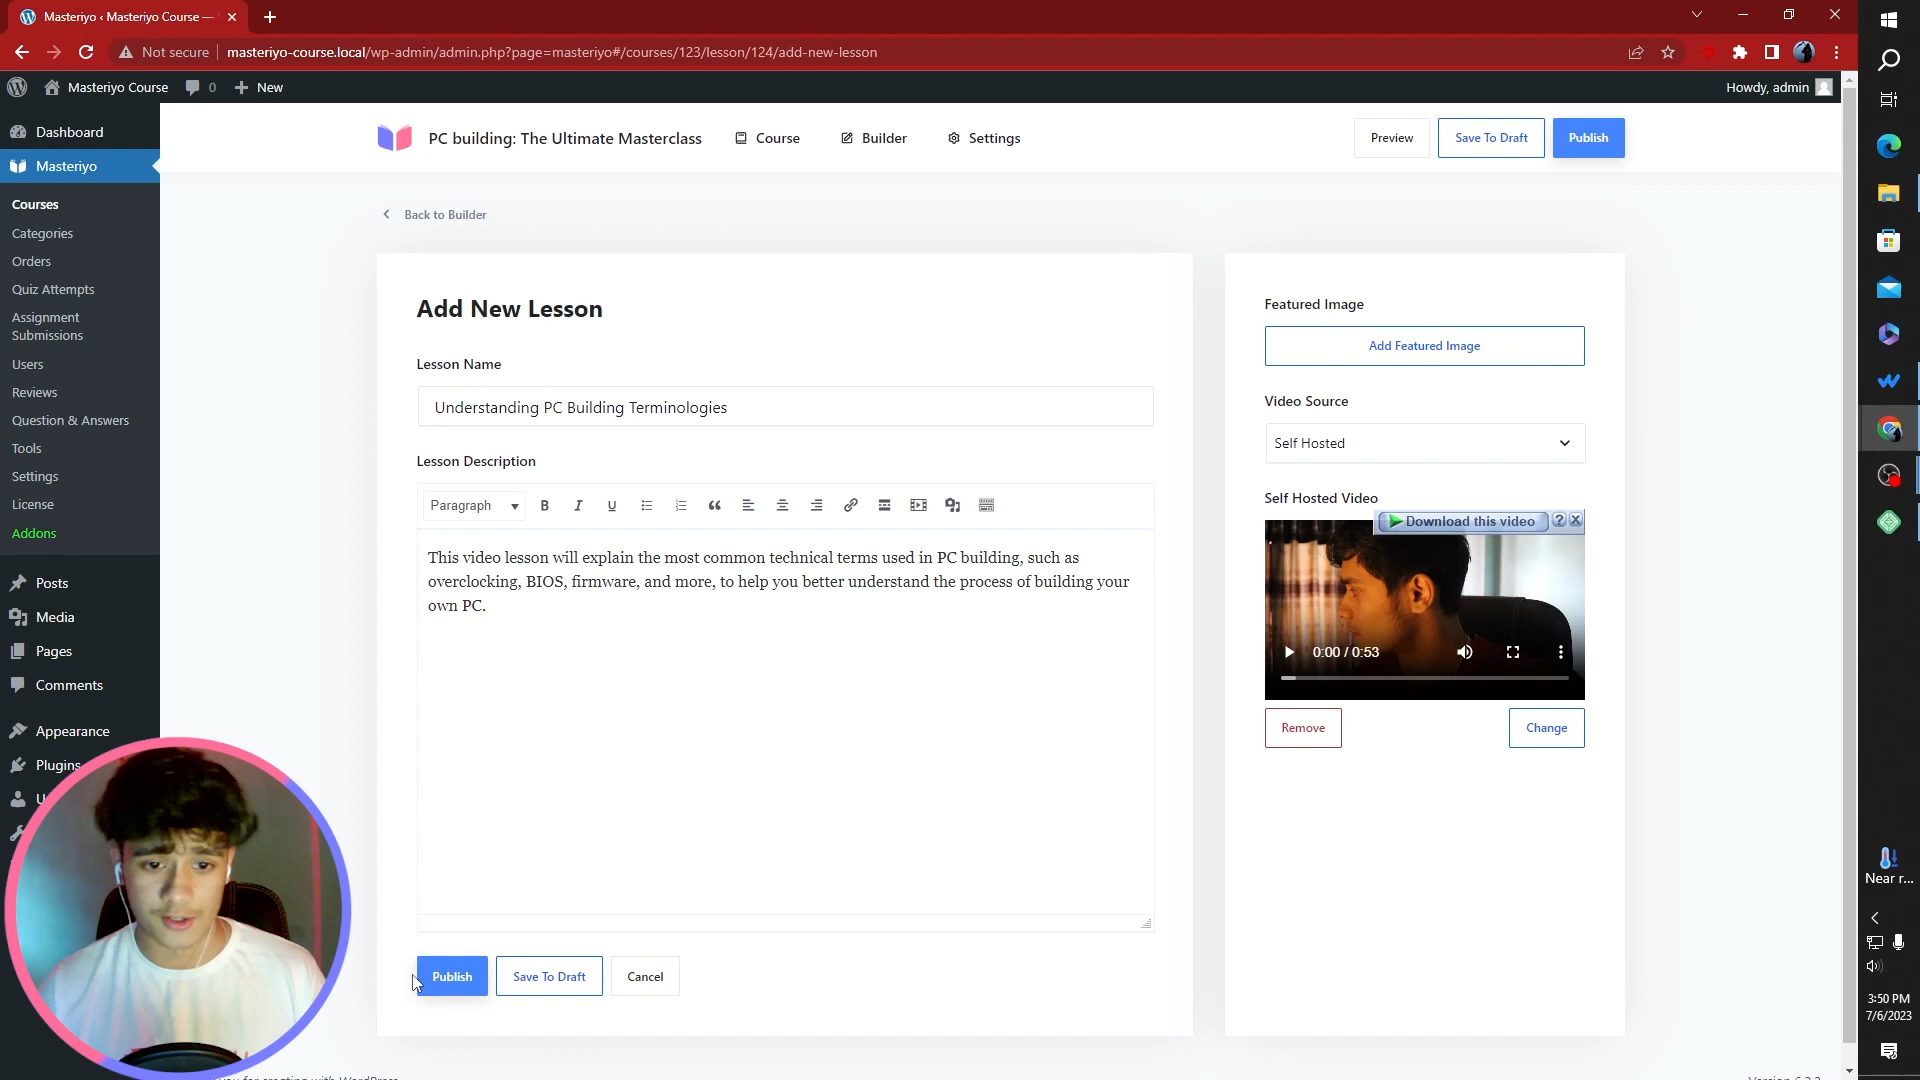 Masteriyo ‹ Masteriyo Course —
Not secure
masteriyo-course.local/wp-admin/admin.php?page=masteriyo#/courses/123/lesson/124/add-new-lesson
Masteriyo Course
0
New
Howdy, admin
Dashboard
Masteriyo
Courses
Categories
Orders
Quiz Attempts
Assignment
Submissions
Users
Reviews
Question & Answers
Tools
Settings
License
Addons
Posts
Media
Pages
Comments
Appearance
Plugins
PC building: The Ultimate Masterclass
Course
Builder
Settings
Preview
Save To Draft
Publish
Back to Builder
Add New Lesson
Lesson Name
Understanding PC Building Terminologies
Lesson Description
Paragraph
B
I
U
This video lesson will explain the most common technical terms used in PC building, such as
overclocking, BIOS, firmware, and more, to help you better understand the process of building your
own PC.
Publish
Save To Draft
Cancel
Featured Image
Add Featured Image
Video Source
Self Hosted
Self Hosted Video
Download this video
?
0:00 / 0:53
Remove
Change
Near r...
3:50 PM
7/6/2023